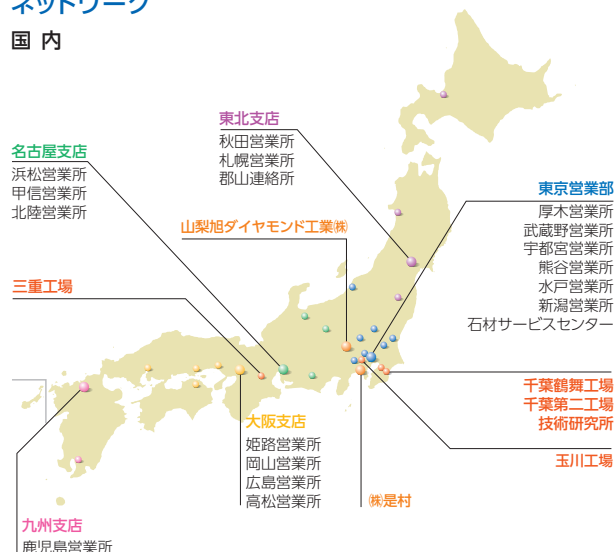 ネットワーク
国内
東北支店
秋田営業所
札幌営業所
郡山連絡所
名古屋支店
浜松営業所
甲信営業所
北陸営業所
東京営業部
厚木営業所
武蔵野営業所
宇都宮営業所
熊谷営業所
水戸営業所
新潟営業所
石材サービスセンター
山梨旭ダイヤモンド工業㈱
三重工場
千葉鶴舞工場
千葉第二工場
技術研究所
玉川工場
大阪支店
姫路営業所
岡山営業所
広島営業所
高松営業所
㈱是村
九州支店
鹿児島営業所